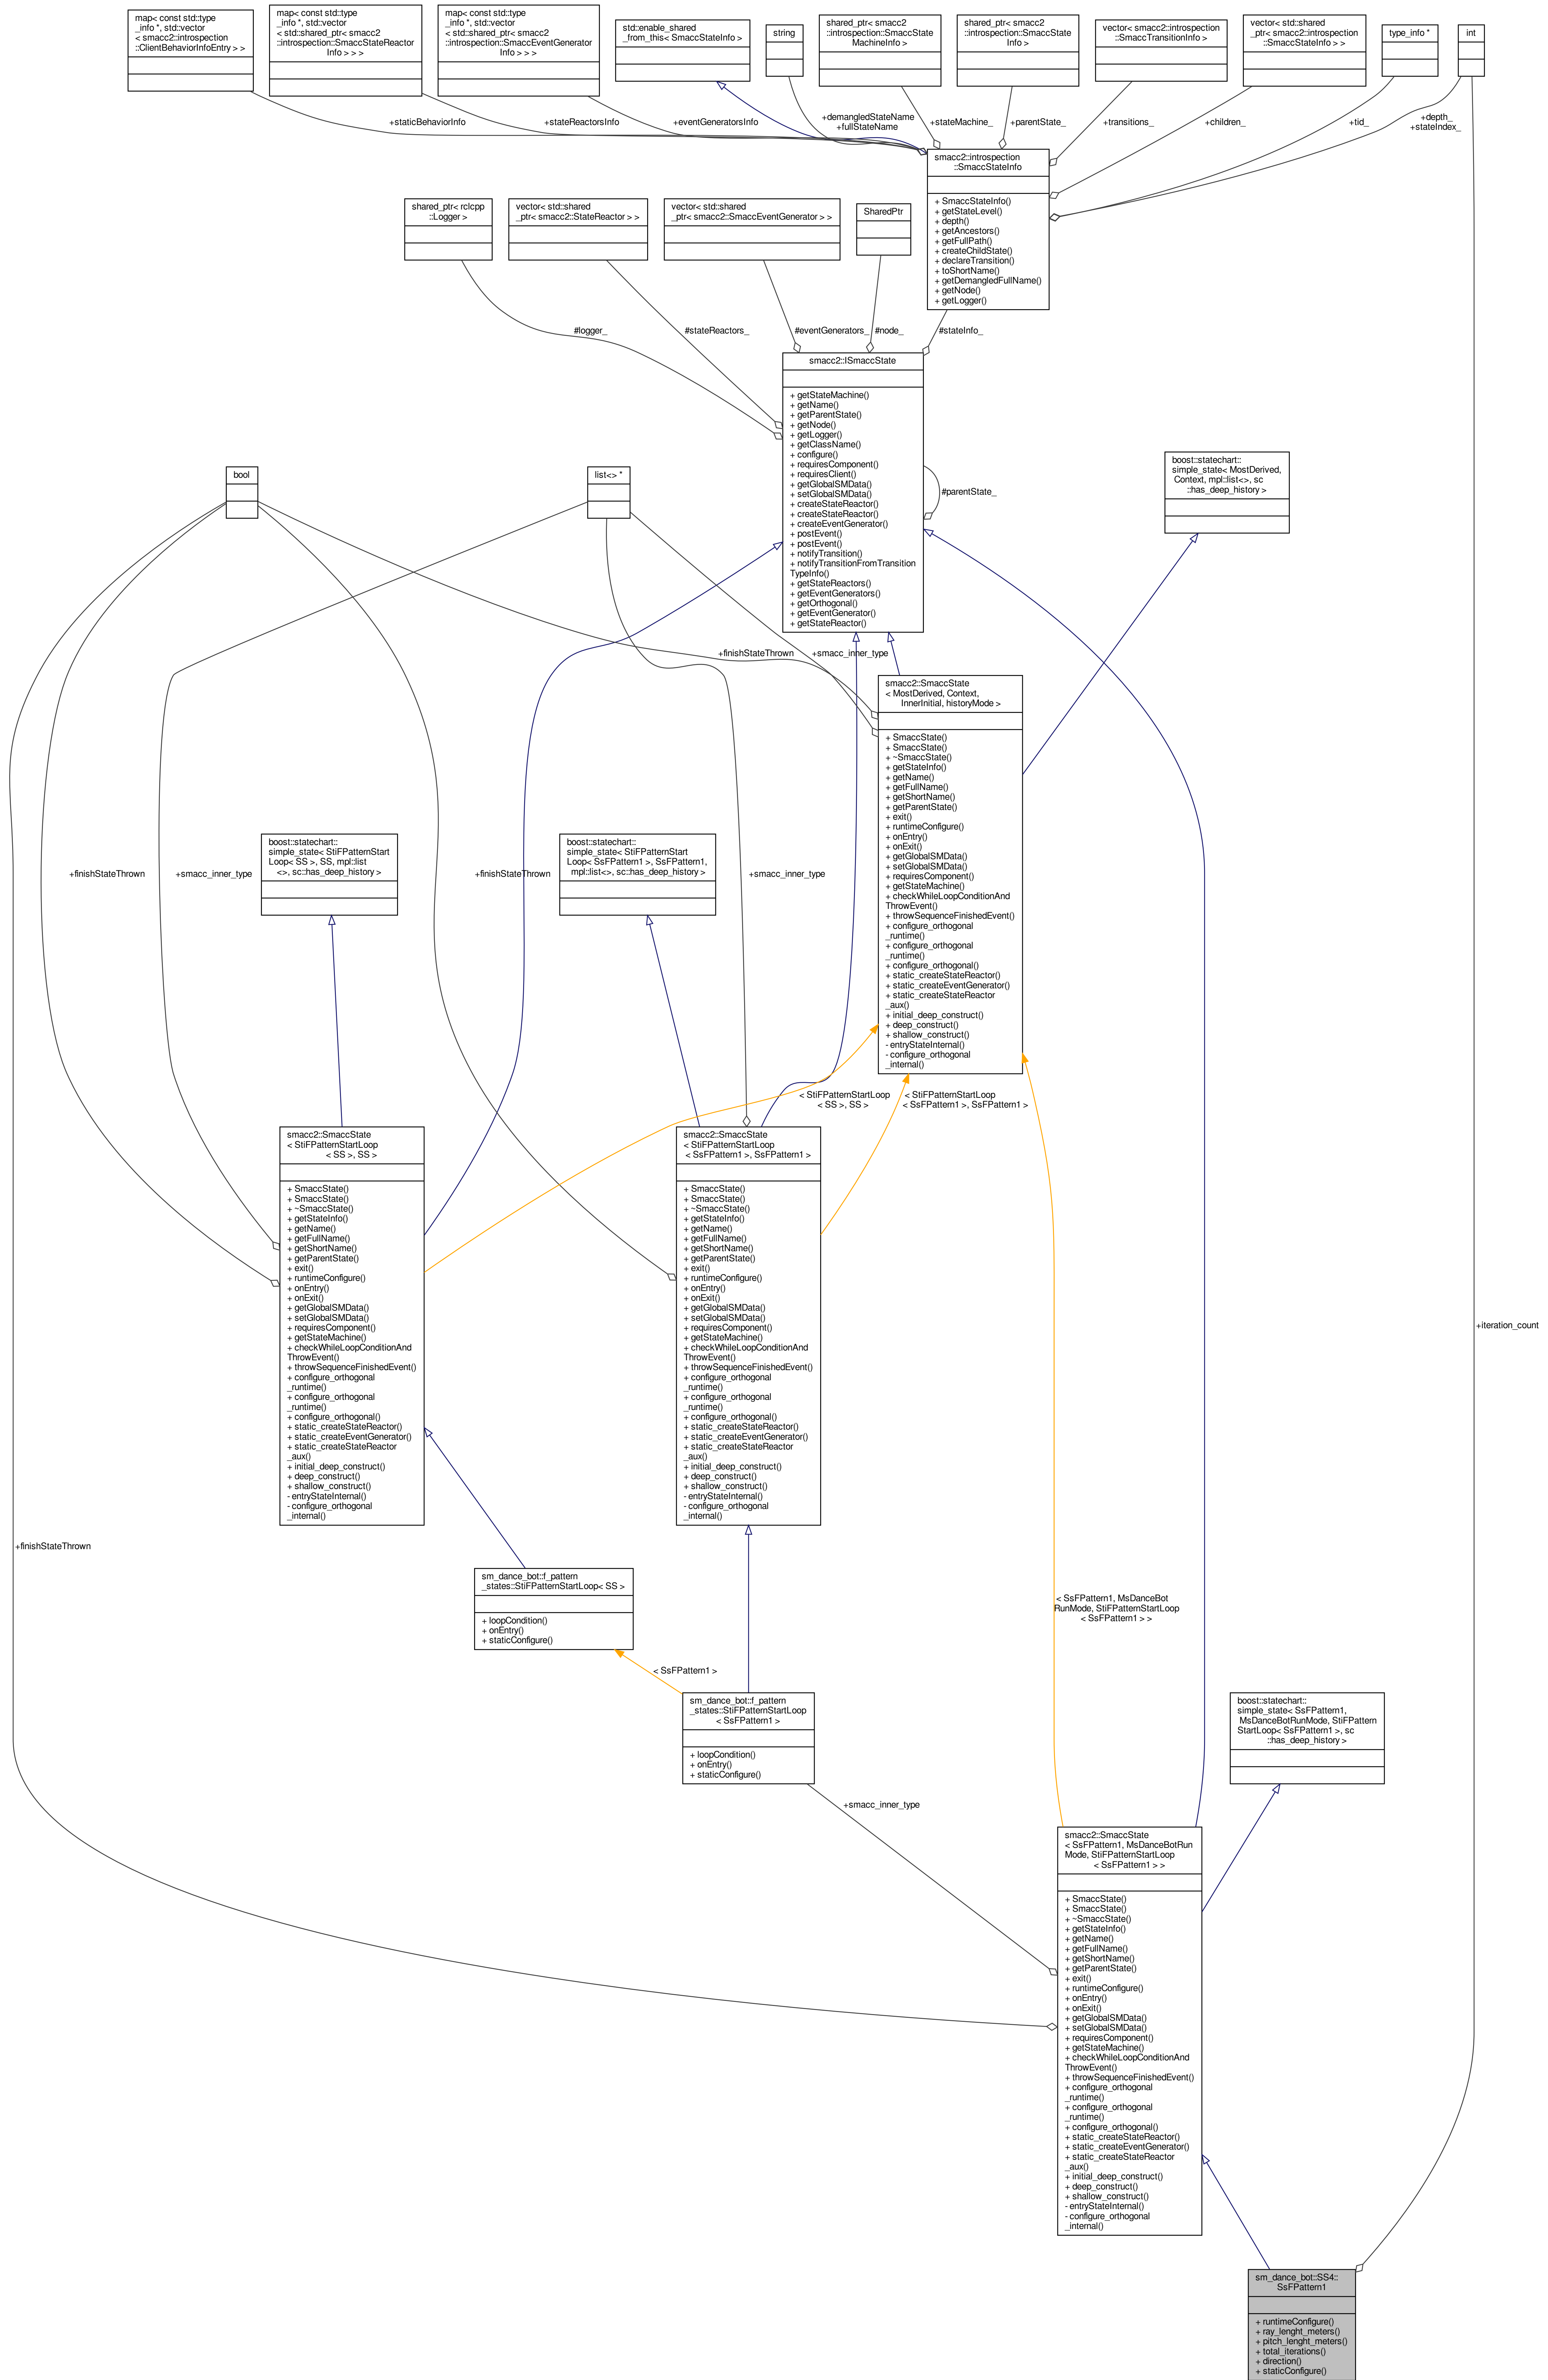 map< const std::type
_info *, std::vector
< smacc2::introspection
::ClientBehaviorInfoEntry > >
map< const std::type
_info *, std::vector
< std::shared_ptr< smacc2
::introspection::SmaccStateReactor
Info > > >
map< const std::type
_info *, std::vector
< std::shared_ptr< smacc2
::introspection::SmaccEventGenerator
Info > > >
std::enable_shared
_from_this< SmaccStateInfo >
string
shared_ptr< smacc2
::introspection::SmaccState
MachineInfo >
shared_ptr< smacc2
::introspection::SmaccState
Info >
vector< smacc2::introspection
::SmaccTransitionInfo >
vector< std::shared
_ptr< smacc2::introspection
::SmaccStateInfo > >
type_info *
int
+staticBehaviorInfo
+stateReactorsInfo
+eventGeneratorsInfo
+demangledStateName
+fullStateName
+stateMachine_
+parentState_
+transitions_
+children_
+tid_
+depth_
+stateIndex_
smacc2::introspection
::SmaccStateInfo
+ SmaccStateInfo()
+ getStateLevel()
+ depth()
+ getAncestors()
+ getFullPath()
+ createChildState()
+ declareTransition()
+ toShortName()
+ getDemangledFullName()
+ getNode()
+ getLogger()
shared_ptr< rclcpp
::Logger >
vector< std::shared
_ptr< smacc2::StateReactor > >
vector< std::shared
_ptr< smacc2::SmaccEventGenerator > >
SharedPtr
#logger_
#stateReactors_
#eventGenerators_
#node_
#stateInfo_
smacc2::ISmaccState
+ getStateMachine()
+ getName()
+ getParentState()
+ getNode()
+ getLogger()
+ getClassName()
+ configure()
+ requiresComponent()
+ requiresClient()
+ getGlobalSMData()
+ setGlobalSMData()
+ createStateReactor()
+ createStateReactor()
+ createEventGenerator()
+ postEvent()
+ postEvent()
+ notifyTransition()
+ notifyTransitionFromTransition
TypeInfo()
+ getStateReactors()
+ getEventGenerators()
+ getOrthogonal()
+ getEventGenerator()
+ getStateReactor()
#parentState_
bool
list<> *
boost::statechart::
simple_state< MostDerived,
Context, mpl::list<>, sc
::has_deep_history >
+finishStateThrown
+smacc_inner_type
smacc2::SmaccState
< MostDerived, Context,
InnerInitial, historyMode >
+ SmaccState()
+ SmaccState()
+ ~SmaccState()
+ getStateInfo()
+ getName()
+ getFullName()
+ getShortName()
+ getParentState()
+ exit()
+ runtimeConfigure()
+ onEntry()
+ onExit()
+ getGlobalSMData()
+ setGlobalSMData()
+ requiresComponent()
+ getStateMachine()
+ checkWhileLoopConditionAnd
ThrowEvent()
+ throwSequenceFinishedEvent()
+ configure_orthogonal
_runtime()
+ configure_orthogonal
_runtime()
+ configure_orthogonal()
+ static_createStateReactor()
+ static_createEventGenerator()
+ static_createStateReactor
_aux()
+ initial_deep_construct()
+ deep_construct()
+ shallow_construct()
- entryStateInternal()
- configure_orthogonal
_internal()
boost::statechart::
simple_state< StiFPatternStart
Loop< SS >, SS, mpl::list
<>, sc::has_deep_history >
boost::statechart::
simple_state< StiFPatternStart
Loop< SsFPattern1 >, SsFPattern1,
mpl::list<>, sc::has_deep_history >
+finishStateThrown
+smacc_inner_type
+finishStateThrown
+smacc_inner_type
< StiFPatternStartLoop
< SS >, SS >
< StiFPatternStartLoop
< SsFPattern1 >, SsFPattern1 >
smacc2::SmaccState
< StiFPatternStartLoop
< SS >, SS >
+ SmaccState()
+ SmaccState()
+ ~SmaccState()
+ getStateInfo()
+ getName()
+ getFullName()
+ getShortName()
+ getParentState()
+ exit()
+ runtimeConfigure()
+ onEntry()
+ onExit()
+ getGlobalSMData()
+ setGlobalSMData()
+ requiresComponent()
+ getStateMachine()
+ checkWhileLoopConditionAnd
ThrowEvent()
+ throwSequenceFinishedEvent()
+ configure_orthogonal
_runtime()
+ configure_orthogonal
_runtime()
+ configure_orthogonal()
+ static_createStateReactor()
+ static_createEventGenerator()
+ static_createStateReactor
_aux()
+ initial_deep_construct()
+ deep_construct()
+ shallow_construct()
- entryStateInternal()
- configure_orthogonal
_internal()
smacc2::SmaccState
< StiFPatternStartLoop
< SsFPattern1 >, SsFPattern1 >
+ SmaccState()
+ SmaccState()
+ ~SmaccState()
+ getStateInfo()
+ getName()
+ getFullName()
+ getShortName()
+ getParentState()
+ exit()
+ runtimeConfigure()
+ onEntry()
+ onExit()
+ getGlobalSMData()
+ setGlobalSMData()
+ requiresComponent()
+ getStateMachine()
+ checkWhileLoopConditionAnd
ThrowEvent()
+ throwSequenceFinishedEvent()
+ configure_orthogonal
_runtime()
+ configure_orthogonal
_runtime()
+ configure_orthogonal()
+ static_createStateReactor()
+ static_createEventGenerator()
+ static_createStateReactor
_aux()
+ initial_deep_construct()
+ deep_construct()
+ shallow_construct()
- entryStateInternal()
- configure_orthogonal
_internal()
+iteration_count
+finishStateThrown
sm_dance_bot::f_pattern
_states::StiFPatternStartLoop< SS >
+ loopCondition()
+ onEntry()
+ staticConfigure()
< SsFPattern1, MsDanceBot
RunMode, StiFPatternStartLoop
< SsFPattern1 > >
< SsFPattern1 >
sm_dance_bot::f_pattern
_states::StiFPatternStartLoop
< SsFPattern1 >
+ loopCondition()
+ onEntry()
+ staticConfigure()
boost::statechart::
simple_state< SsFPattern1,
MsDanceBotRunMode, StiFPattern
StartLoop< SsFPattern1 >, sc
::has_deep_history >
+smacc_inner_type
smacc2::SmaccState
< SsFPattern1, MsDanceBotRun
Mode, StiFPatternStartLoop
< SsFPattern1 > >
+ SmaccState()
+ SmaccState()
+ ~SmaccState()
+ getStateInfo()
+ getName()
+ getFullName()
+ getShortName()
+ getParentState()
+ exit()
+ runtimeConfigure()
+ onEntry()
+ onExit()
+ getGlobalSMData()
+ setGlobalSMData()
+ requiresComponent()
+ getStateMachine()
+ checkWhileLoopConditionAnd
ThrowEvent()
+ throwSequenceFinishedEvent()
+ configure_orthogonal
_runtime()
+ configure_orthogonal
_runtime()
+ configure_orthogonal()
+ static_createStateReactor()
+ static_createEventGenerator()
+ static_createStateReactor
_aux()
+ initial_deep_construct()
+ deep_construct()
+ shallow_construct()
- entryStateInternal()
- configure_orthogonal
_internal()
sm_dance_bot::SS4::
SsFPattern1
+ runtimeConfigure()
+ ray_lenght_meters()
+ pitch_lenght_meters()
+ total_iterations()
+ direction()
+ staticConfigure()